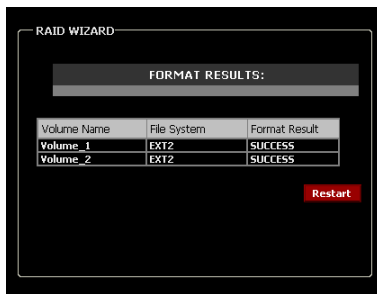 RAID WIZARD
FORMAT RESULTS:
Volume Name File System Format Result
Volume_1 EXT2 SUCCESS
Volume_2 EXT2 SUCCESS
Restart